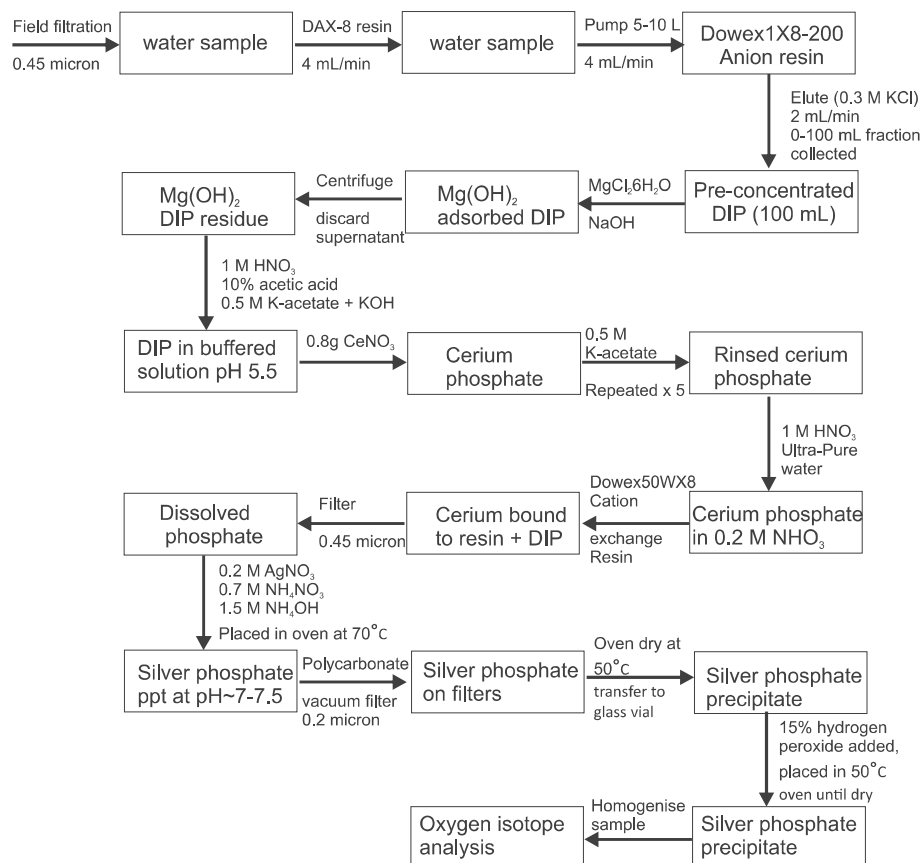 Field filtration
0.45 micron
water sample
DAX-8 resin
4 mL/min
water sample
Pump 5-10 L
4 mL/min
Dowex1X8-200
Anion resin
Elute (0.3 M KCl)
2 mL/min
0-100 mL fraction
collected
Pre-concentrated
DIP (100 mL)
MgCl₂6H₂O
NaOH
Mg(OH)₂
adsorbed DIP
Centrifuge
discard
supernatant
Mg(OH)₂
DIP residue
1 M HNO₃
10% acetic acid
0.5 M K-acetate + KOH
DIP in buffered
solution pH 5.5
0.8g CeNO₃
Cerium
phosphate
0.5 M
K-acetate
Repeated x 5
Rinsed cerium
phosphate
1 M HNO₃
Ultra-Pure
water
Cerium phosphate
in 0.2 M NHO₃
Dowex50WX8
Cation
exchange
Resin
Cerium bound
to resin + DIP
Filter
0.45 micron
Dissolved
phosphate
0.2 M AgNO₃
0.7 M NH₄NO₃
1.5 M NH₄OH
Placed in oven at 70°C
Silver phosphate
ppt at pH~7-7.5
Polycarbonate
vacuum filter
0.2 micron
Silver phosphate
on filters
Oven dry at
50°C
transfer to
glass vial
Silver phosphate
precipitate
15% hydrogen
peroxide added,
placed in 50°C
oven until dry
Silver phosphate
precipitate
Homogenise
sample
Oxygen isotope
analysis